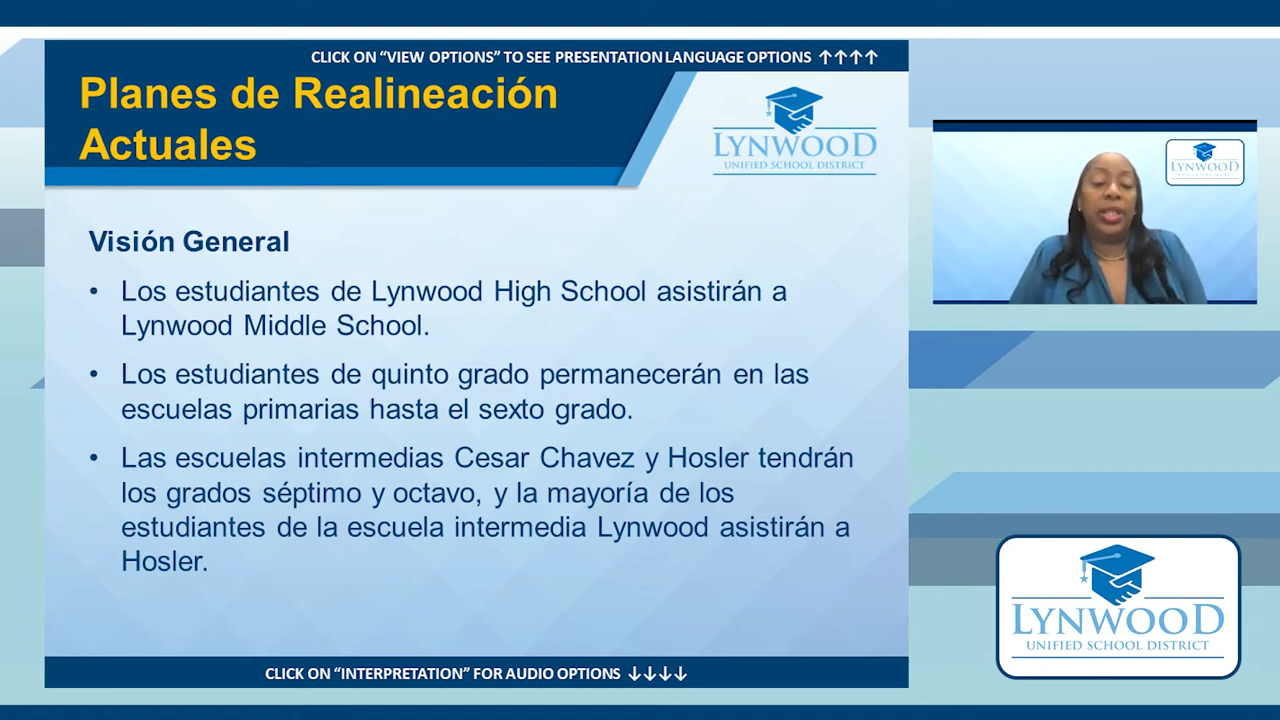 CLICK ON “VIEW OPTIONS” TO SEE PRESENTATION LANGUAGE OPTIONS ↑↑↑↑
Planes de Realineación
Actuales
LYNWOOD
UNIFIED SCHOOL DISTRICT
LYNWOOD
Visión General
• Los estudiantes de Lynwood High School asistirán a
Lynwood Middle School.
• Los estudiantes de quinto grado permanecerán en las
escuelas primarias hasta el sexto grado.
• Las escuelas intermedias Cesar Chavez y Hosler tendrán
los grados séptimo y octavo, y la mayoría de los
estudiantes de la escuela intermedia Lynwood asistirán a
Hosler.
LYNWOOD
UNIFIED SCHOOL DISTRICT
CLICK ON “INTERPRETATION” FOR AUDIO OPTIONS ↓↓↓↓